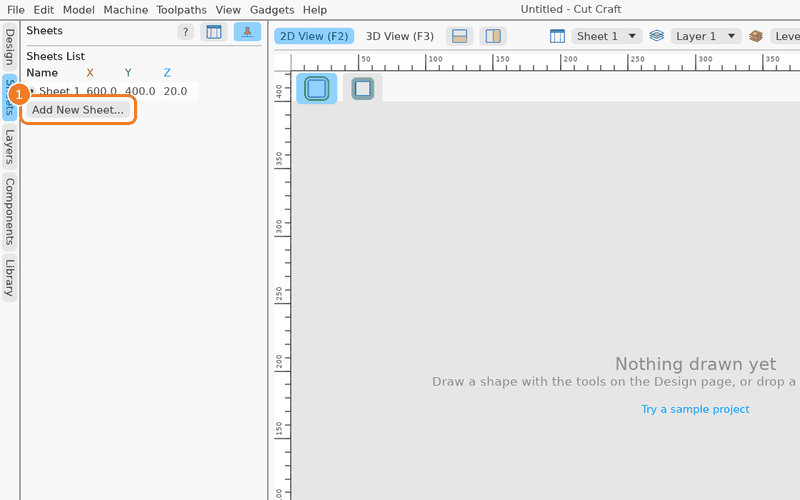 File Edit Model Machine Toolpaths View Gadgets Help
Untitled - Cut Craft
Design
Layers
Components
Library
Sheets
?
Sheets List
Name X Y Z
Sheet 1 600.0 400.0 20.0
1
Add New Sheet...
2D View (F2) 3D View (F3) Sheet 1 Layer 1 Leve
50 100 150 200 250 300 350
400
350
300
250
200
150
Nothing drawn yet
Draw a shape with the tools on the Design page, or drop a
Try a sample project